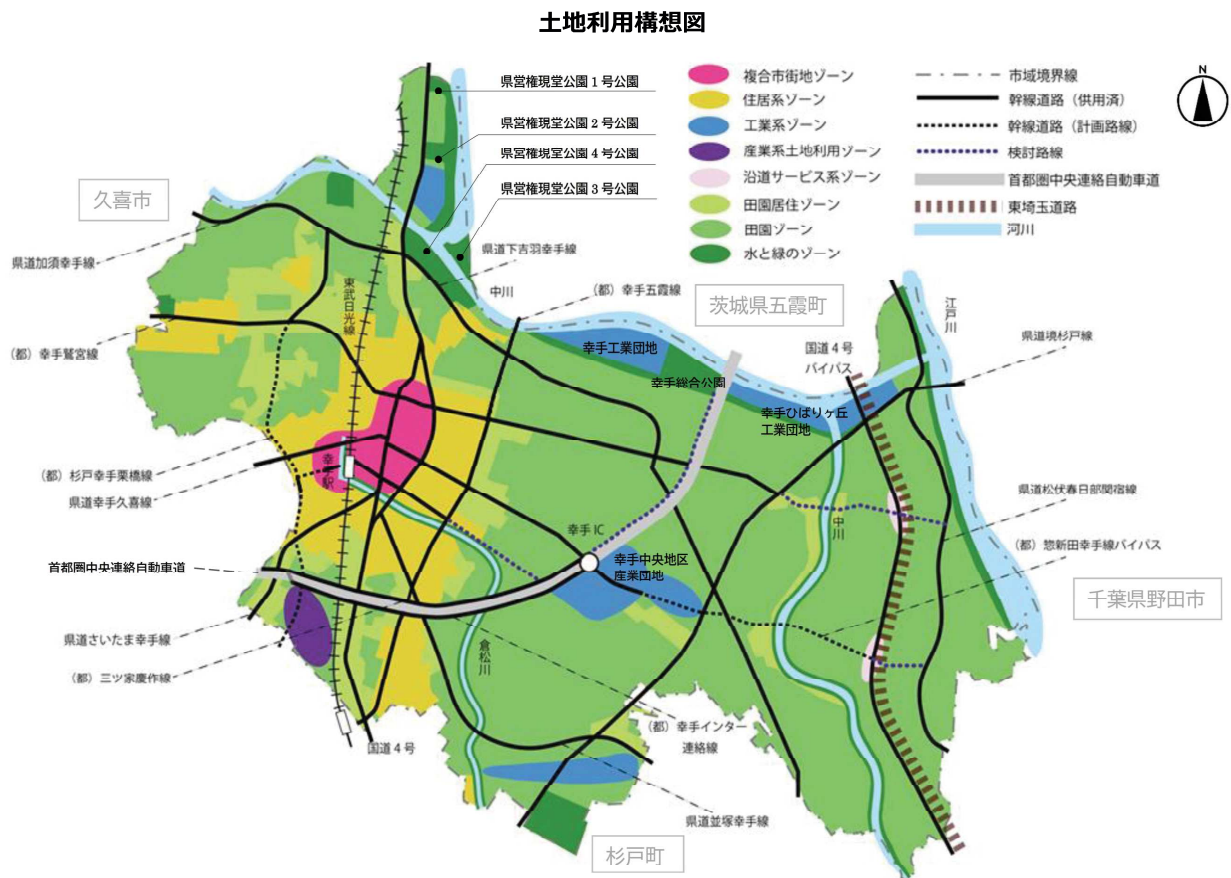 土地利用構想図
県営権現堂公園1号公園
県営権現堂公園2号公園
県営権現堂公園4号公園
県営権現堂公園3号公園
複合市街地ゾーン
住居系ゾーン
工業系ゾーン
産業系土地利用ゾーン
沿道サービス系ゾーン
田園居住ゾーン
田園ゾーン
水と緑のゾーン
市域境界線
幹線道路（供用済）
幹線道路（計画路線）
検討路線
首都圏中央連絡自動車道
東埼玉道路
河川
N
久喜市
県道加須幸手線
東武日光線
県道下吉羽幸手線
中川
（都）幸手五霞線
茨城県五霞町
江戸川
（都）幸手鷲宮線
幸手工業団地
国道4号
バイパス
県道境杉戸線
幸手総合公園
幸手ひばりヶ丘
工業団地
（都）杉戸幸手栗橋線
幸手駅
県道幸手久喜線
県道松伏春日部関宿線
中川
幸手IC
（都）惣新田幸手線バイパス
首都圏中央連絡自動車道
幸手中央地区
産業団地
千葉県野田市
県道さいたま幸手線
倉松川
（都）三ツ家慶作線
国道4号
（都）幸手インター
連絡線
県道並塚幸手線
杉戸町